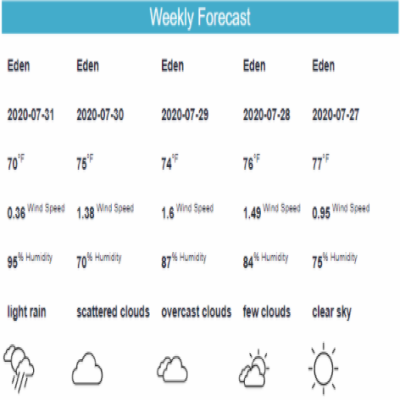 Weekly Forecast
Eden Eden Eden Eden Eden
2020-07-31 2020-07-30 2020-07-29 2020-07-28 2020-07-27
70°F 75°F 74°F 76°F 77°F
0.36 Wind Speed 1.38 Wind Speed 1.6 Wind Speed 1.49 Wind Speed 0.95 Wind Speed
95% Humidity 70% Humidity 87% Humidity 84% Humidity 75% Humidity
light rain scattered clouds overcast clouds few clouds clear sky